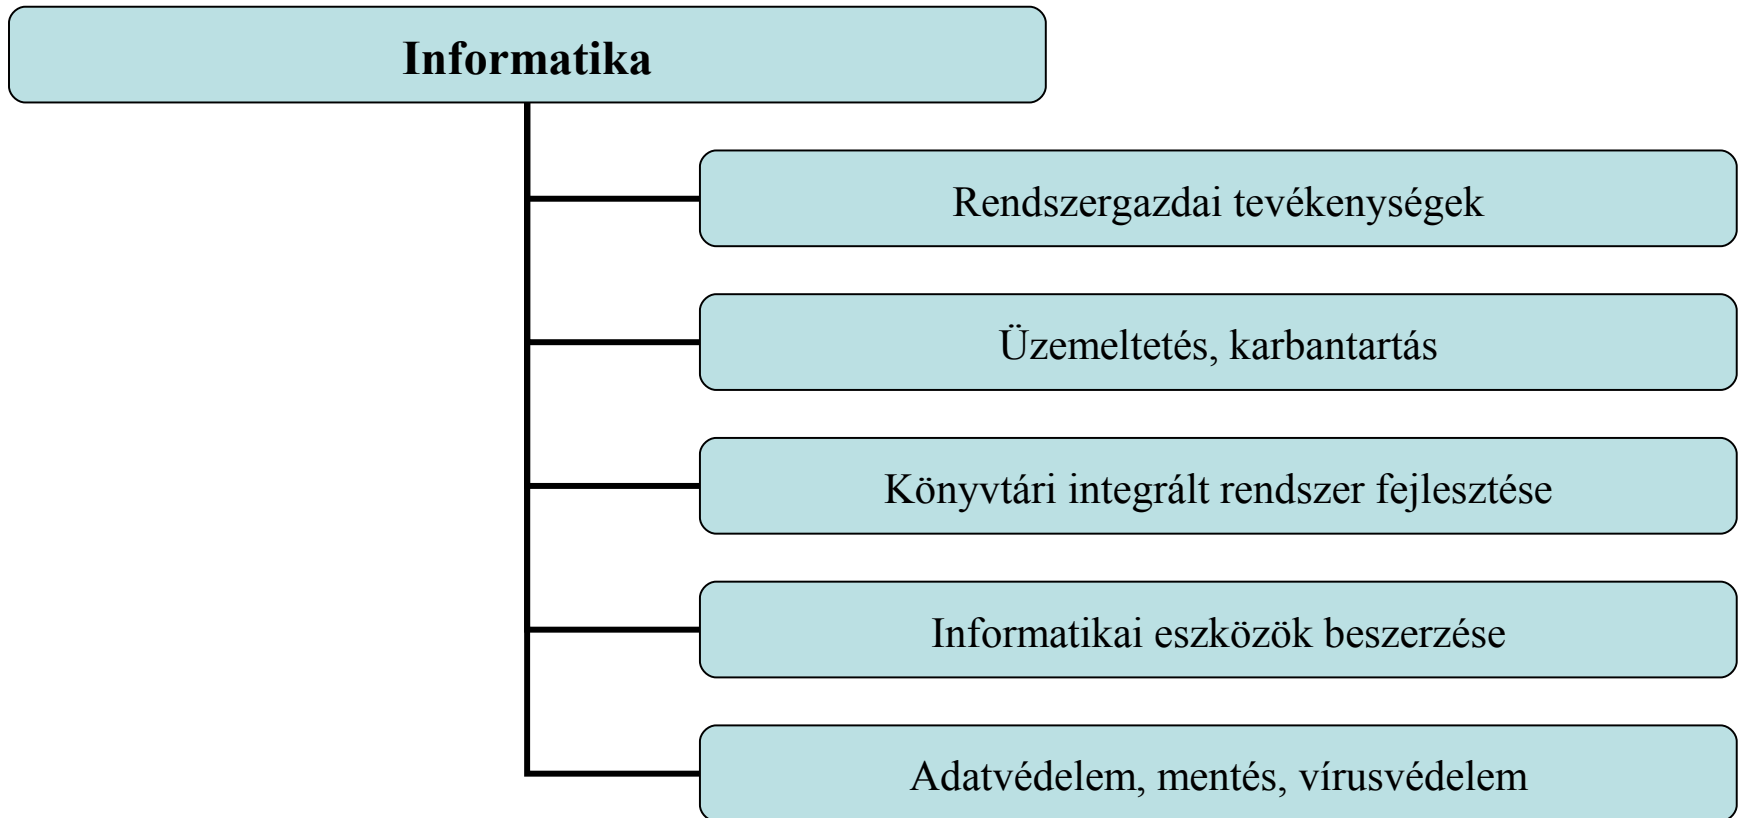 Informatika
Rendszergazdai tevékenységek
Üzemeltetés, karbantartás
Könyvtári integrált rendszer fejlesztése
Informatikai eszközök beszerzése
Adatvédelem, mentés, vírusvédelem